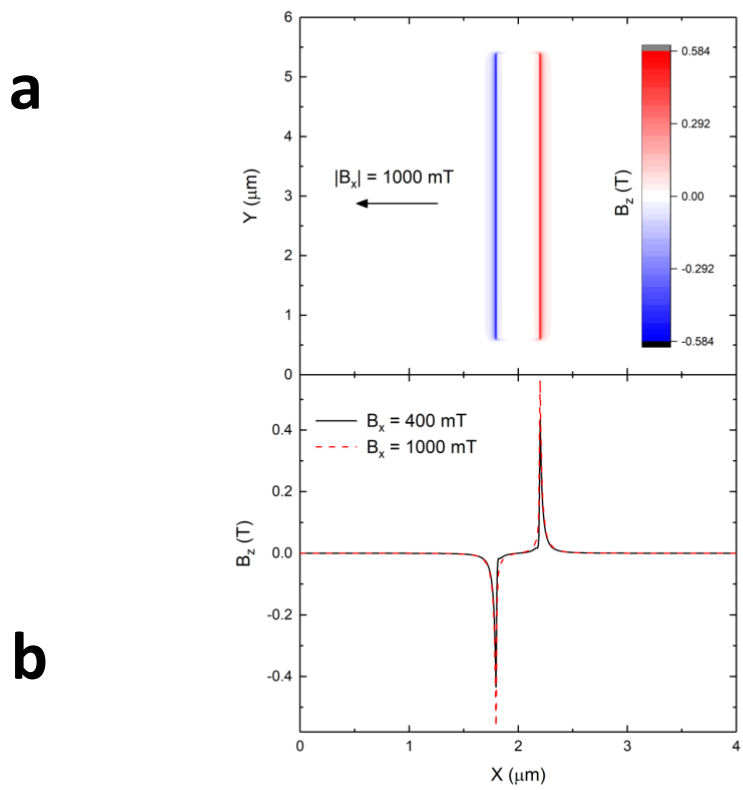 a
6
5
4
3
2
1
0
Y (μm)
|Bx| = 1000 mT
0.584
0.292
0.00
-0.292
-0.584
Bz (T)
b
0.4
0.2
0.0
-0.2
-0.4
Bz (T)
Bx = 400 mT
Bx = 1000 mT
0 1 2 3 4
X (μm)